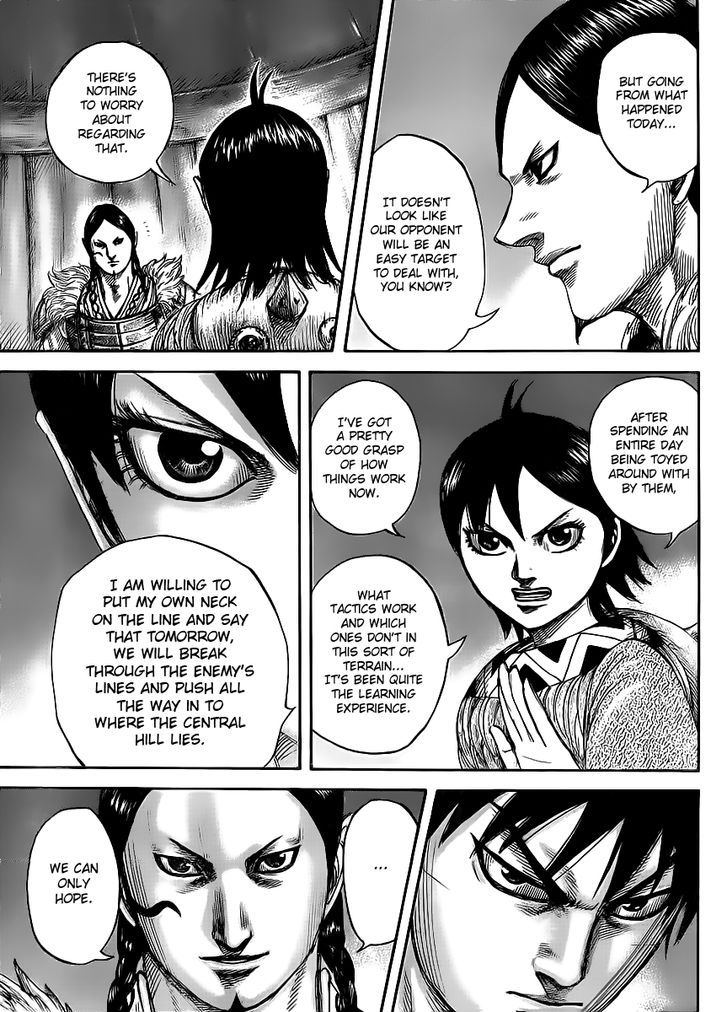 BUT GOING
FROM WHAT
HAPPENED
TODAY...
IT DOESN'T
LOOK LIKE
OUR OPPONENT
WILL BE AN
EASY TARGET
TO DEAL WITH,
YOU KNOW?
THERE'S
NOTHING
TO WORRY
ABOUT
REGARDING
THAT.
AFTER
SPENDING AN
ENTIRE DAY
BEING TOYED
AROUND WITH
BY THEM,
I'VE GOT
A PRETTY
GOOD GRASP
OF HOW
THINGS WORK
NOW.
WHAT
TACTICS WORK
AND WHICH
ONES DON'T IN
THIS SORT OF
TERRAIN...
IT'S BEEN QUITE
THE LEARNING
EXPERIENCE.
I AM WILLING TO
PUT MY OWN NECK
ON THE LINE AND SAY
THAT TOMORROW,
WE WILL BREAK
THROUGH THE ENEMY'S
LINES AND PUSH ALL
THE WAY IN TO
WHERE THE CENTRAL
HILL LIES.
...
WE CAN
ONLY
HOPE.